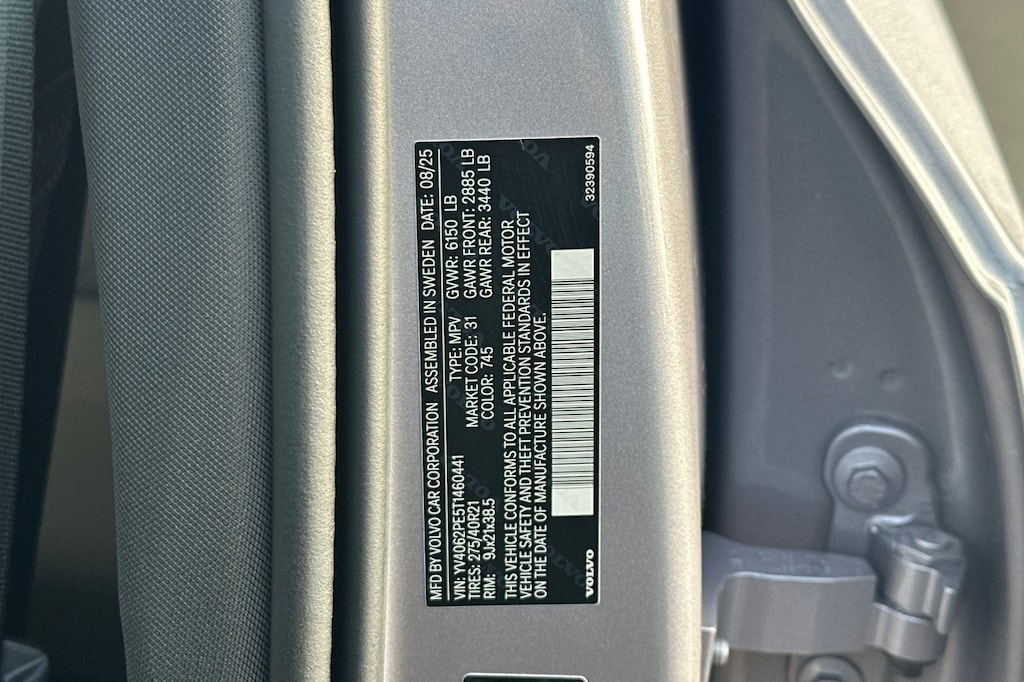 MFD BY VOLVO CAR CORPORATION ASSEMBLED IN SWEDEN DATE: 08/25
VIN: YV4062PE5T1460441 TYPE: MPV GVWR: 6150 LB
TIRES: 275/40R21 MARKET CODE: 31 GAWR FRONT: 2885 LB
RIM: 9Jx21x38.5 COLOR: 745 GAWR REAR: 3440 LB
THIS VEHICLE CONFORMS TO ALL APPLICABLE FEDERAL MOTOR
VEHICLE SAFETY AND THEFT PREVENTION STANDARDS IN EFFECT
ON THE DATE OF MANUFACTURE SHOWN ABOVE.
VOLVO 32390594